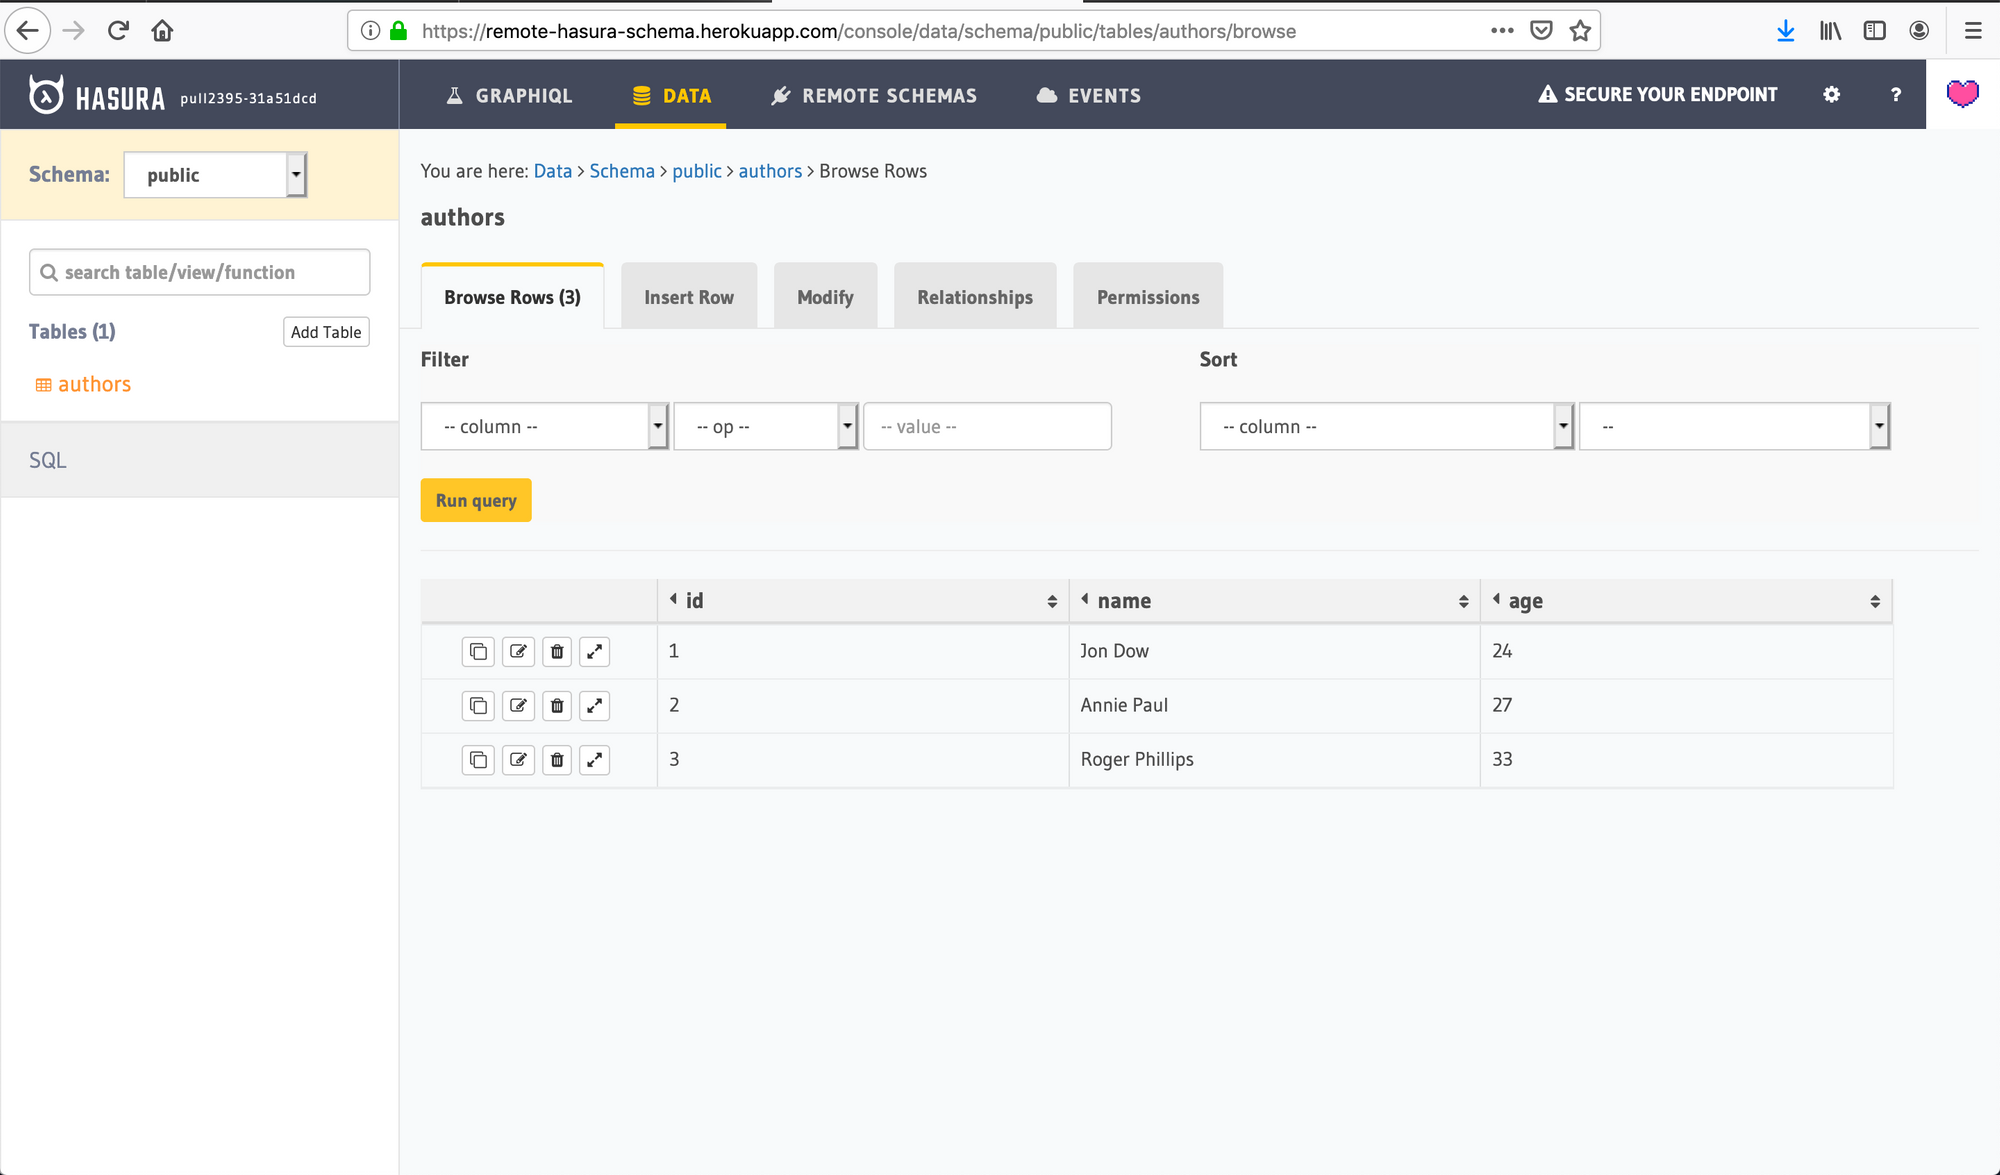 https://remote-hasura-schema.herokuapp.com/console/data/schema/public/tables/authors/browse
HASURA pull2395-31a51dcd GRAPHIQL DATA REMOTE SCHEMAS EVENTS SECURE YOUR ENDPOINT ?
Schema: public
You are here: Data > Schema > public > authors > Browse Rows
authors
search table/view/function
Browse Rows (3) Insert Row Modify Relationships Permissions
Tables (1) Add Table
authors
Filter Sort
-- column -- -- op -- -- value -- -- column -- --
SQL
Run query
id name age
1 Jon Dow 24
2 Annie Paul 27
3 Roger Phillips 33